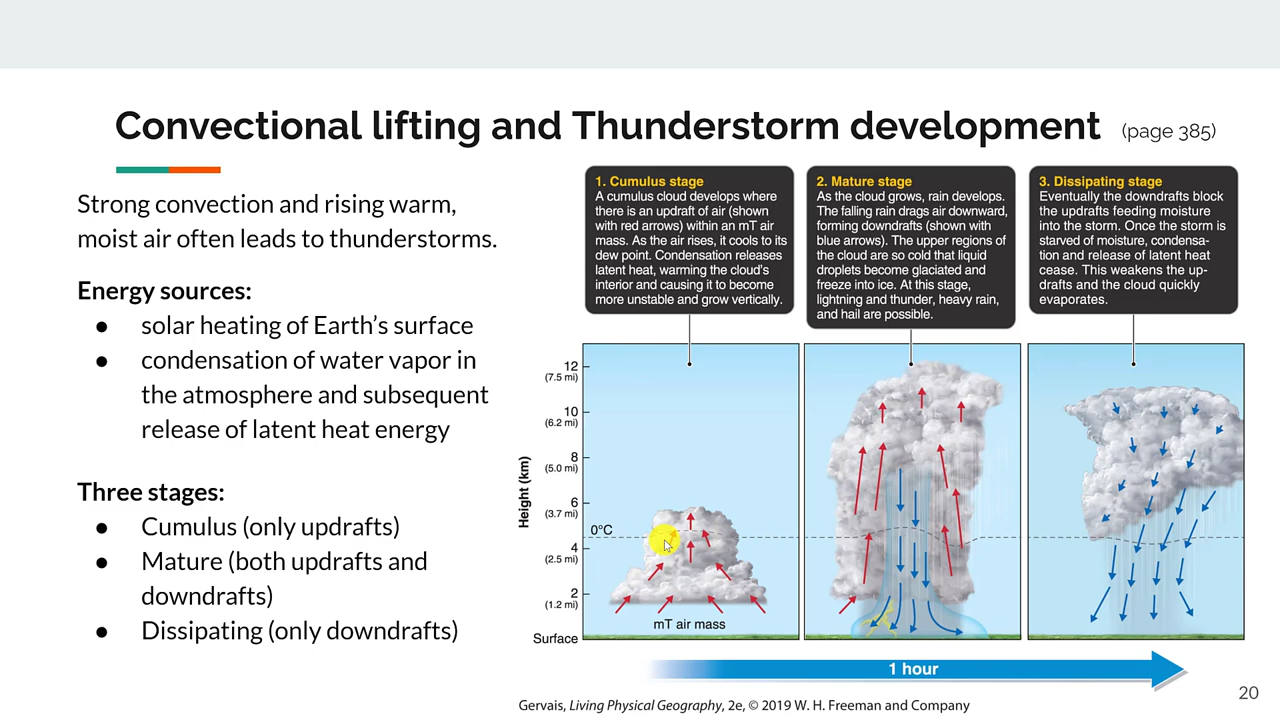 Convectional lifting and Thunderstorm development (page 385)
Strong convection and rising warm,
moist air often leads to thunderstorms.
Energy sources:
● solar heating of Earth's surface
● condensation of water vapor in
the atmosphere and subsequent
release of latent heat energy
Three stages:
● Cumulus (only updrafts)
● Mature (both updrafts and
downdrafts)
● Dissipating (only downdrafts)
1. Cumulus stage
A cumulus cloud develops where
there is an updraft of air (shown
with red arrows) within an mT air
mass. As the air rises, it cools to its
dew point. Condensation releases
latent heat, warming the cloud's
interior and causing it to become
more unstable and grow vertically.
2. Mature stage
As the cloud grows, rain develops.
The falling rain drags air downward,
forming downdrafts (shown with
blue arrows). The upper regions of
the cloud are so cold that liquid
droplets become glaciated and
freeze into ice. At this stage,
lightning and thunder, heavy rain,
and hail are possible.
3. Dissipating stage
Eventually the downdrafts block
the updrafts feeding moisture
into the storm. Once the storm is
starved of moisture, condensa-
tion and release of latent heat
cease. This weakens the up-
drafts and the cloud quickly
evaporates.
Height (km)
12
(7.5 mi)
10
(6.2 mi)
8
(5.0 mi)
6
(3.7 mi)
0°C
4
(2.5 mi)
2
(1.2 mi)
Surface
mT air mass
1 hour
Gervais, Living Physical Geography, 2e, © 2019 W. H. Freeman and Company
20